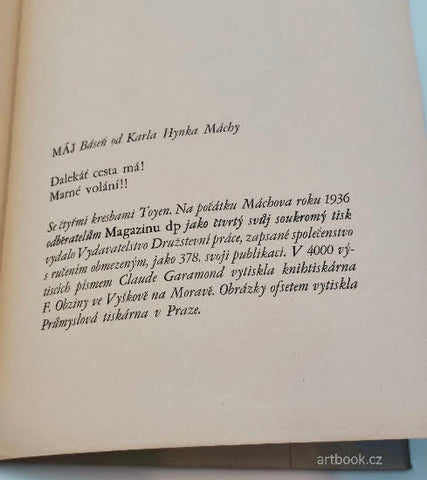 MÁJ Báseň od Karla Hynka Máchy
Dalekáť cesta má!
Marné volání!!
Se čtyřmi kresbami Toyen. Na počátku Máchova roku 1936
odběratelům Magazinu dp jako čtvrtý svůj soukromý tisk
vydalo Vydavatelstvo Družstevní práce, zapsané společenstvo
s ručením obmezeným, jako 378. svoji publikaci. V 4000 vý-
tiscích písmem Claude Garamond vytiskla knihtiskárna
F. Obziny ve Vyškově na Moravě. Obrázky ofsetem vytiskla
Průmyslová tiskárna v Praze.
artbook.cz